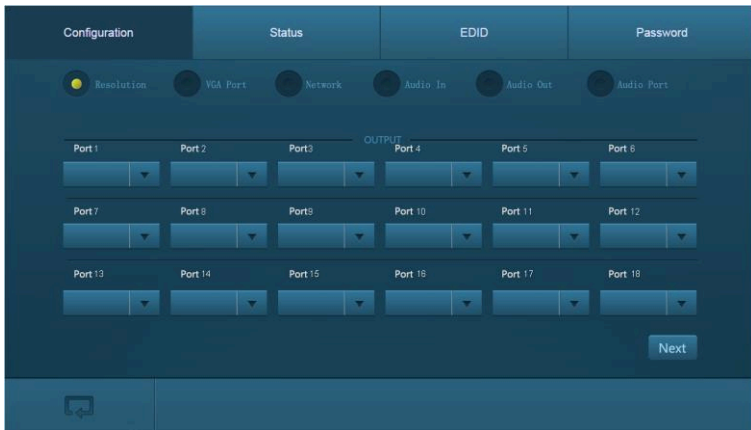 Configuration Status EDID Password
Resolution VGA Port Network Audio In Audio Out Audio Port
OUTPUT
Port 1 Port 2 Port3 Port 4 Port 5 Port 6
Port 7 Port 8 Port9 Port 10 Port 11 Port 12
Port 13 Port 14 Port 15 Port 16 Port 17 Port 18
Next